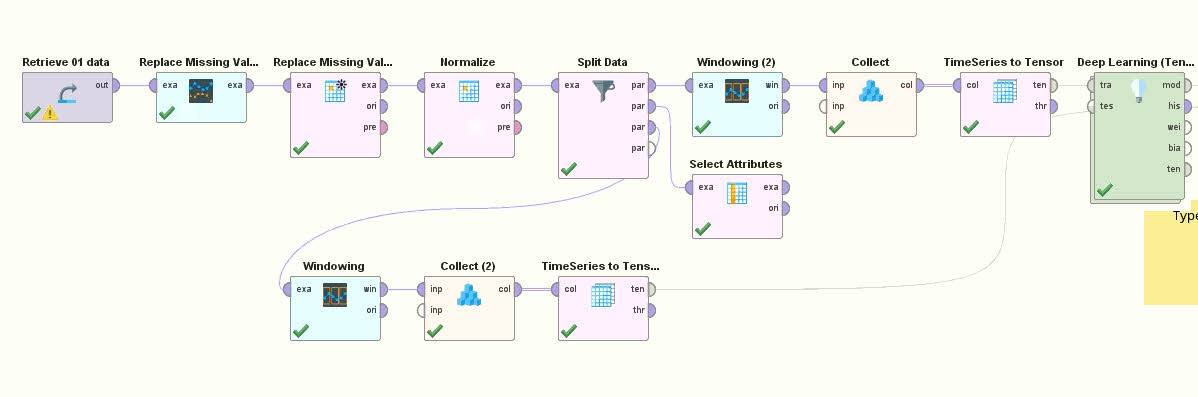 Retrieve 01 data
out
Replace Missing Val...
exa exa
Replace Missing Val...
exa exa
ori
pre
Normalize
exa exa
ori
pre
Split Data
exa par
par
par
par
Windowing (2)
exa win
ori
Collect
inp col
inp
TimeSeries to Tensor
col ten
thr
Deep Learning (Ten...
tra mod
tes his
wei
bia
ten
Select Attributes
exa exa
ori
Type
Windowing
exa win
ori
Collect (2)
inp col
inp
TimeSeries to Tens...
col ten
thr